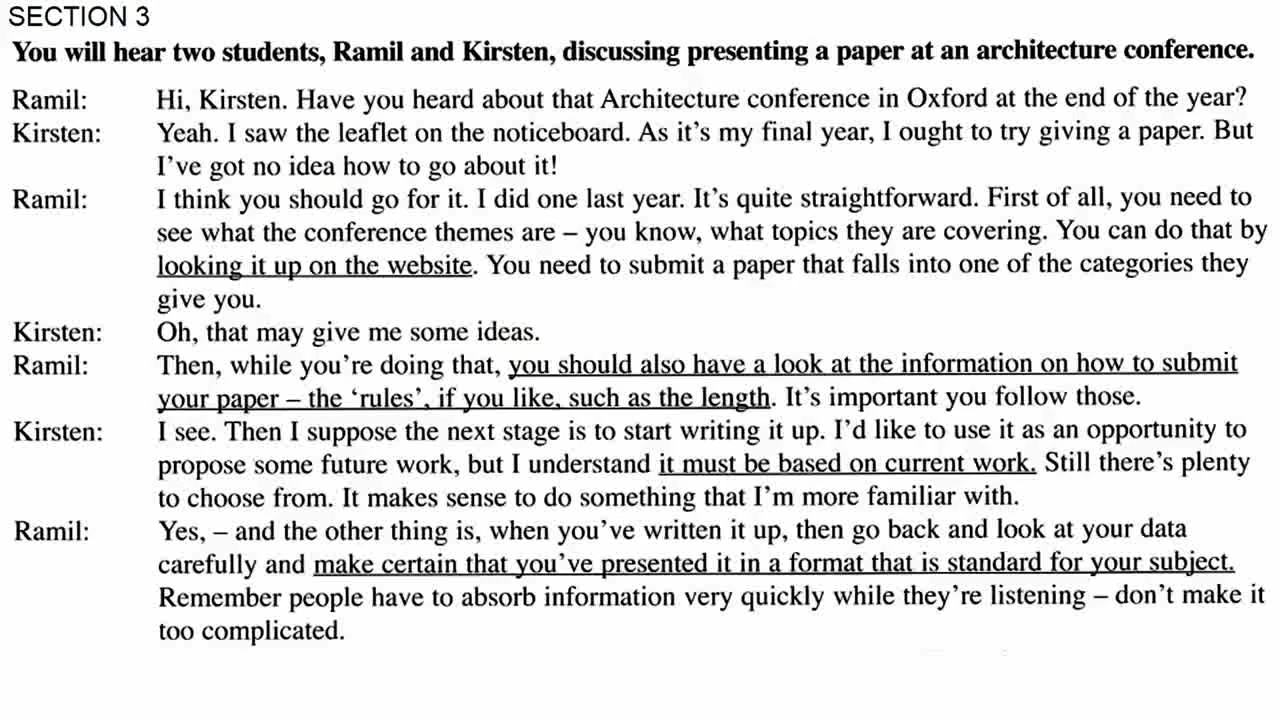 SECTION 3
You will hear two students, Ramil and Kirsten, discussing presenting a paper at an architecture conference.
Ramil: Hi, Kirsten. Have you heard about that Architecture conference in Oxford at the end of the year?
Kirsten: Yeah. I saw the leaflet on the noticeboard. As it's my final year, I ought to try giving a paper. But
I've got no idea how to go about it!
Ramil: I think you should go for it. I did one last year. It's quite straightforward. First of all, you need to
see what the conference themes are – you know, what topics they are covering. You can do that by
looking it up on the website. You need to submit a paper that falls into one of the categories they
give you.
Kirsten: Oh, that may give me some ideas.
Ramil: Then, while you're doing that, you should also have a look at the information on how to submit
your paper – the 'rules', if you like, such as the length. It's important you follow those.
Kirsten: I see. Then I suppose the next stage is to start writing it up. I'd like to use it as an opportunity to
propose some future work, but I understand it must be based on current work. Still there's plenty
to choose from. It makes sense to do something that I'm more familiar with.
Ramil: Yes, – and the other thing is, when you've written it up, then go back and look at your data
carefully and make certain that you've presented it in a format that is standard for your subject.
Remember people have to absorb information very quickly while they're listening – don't make it
too complicated.